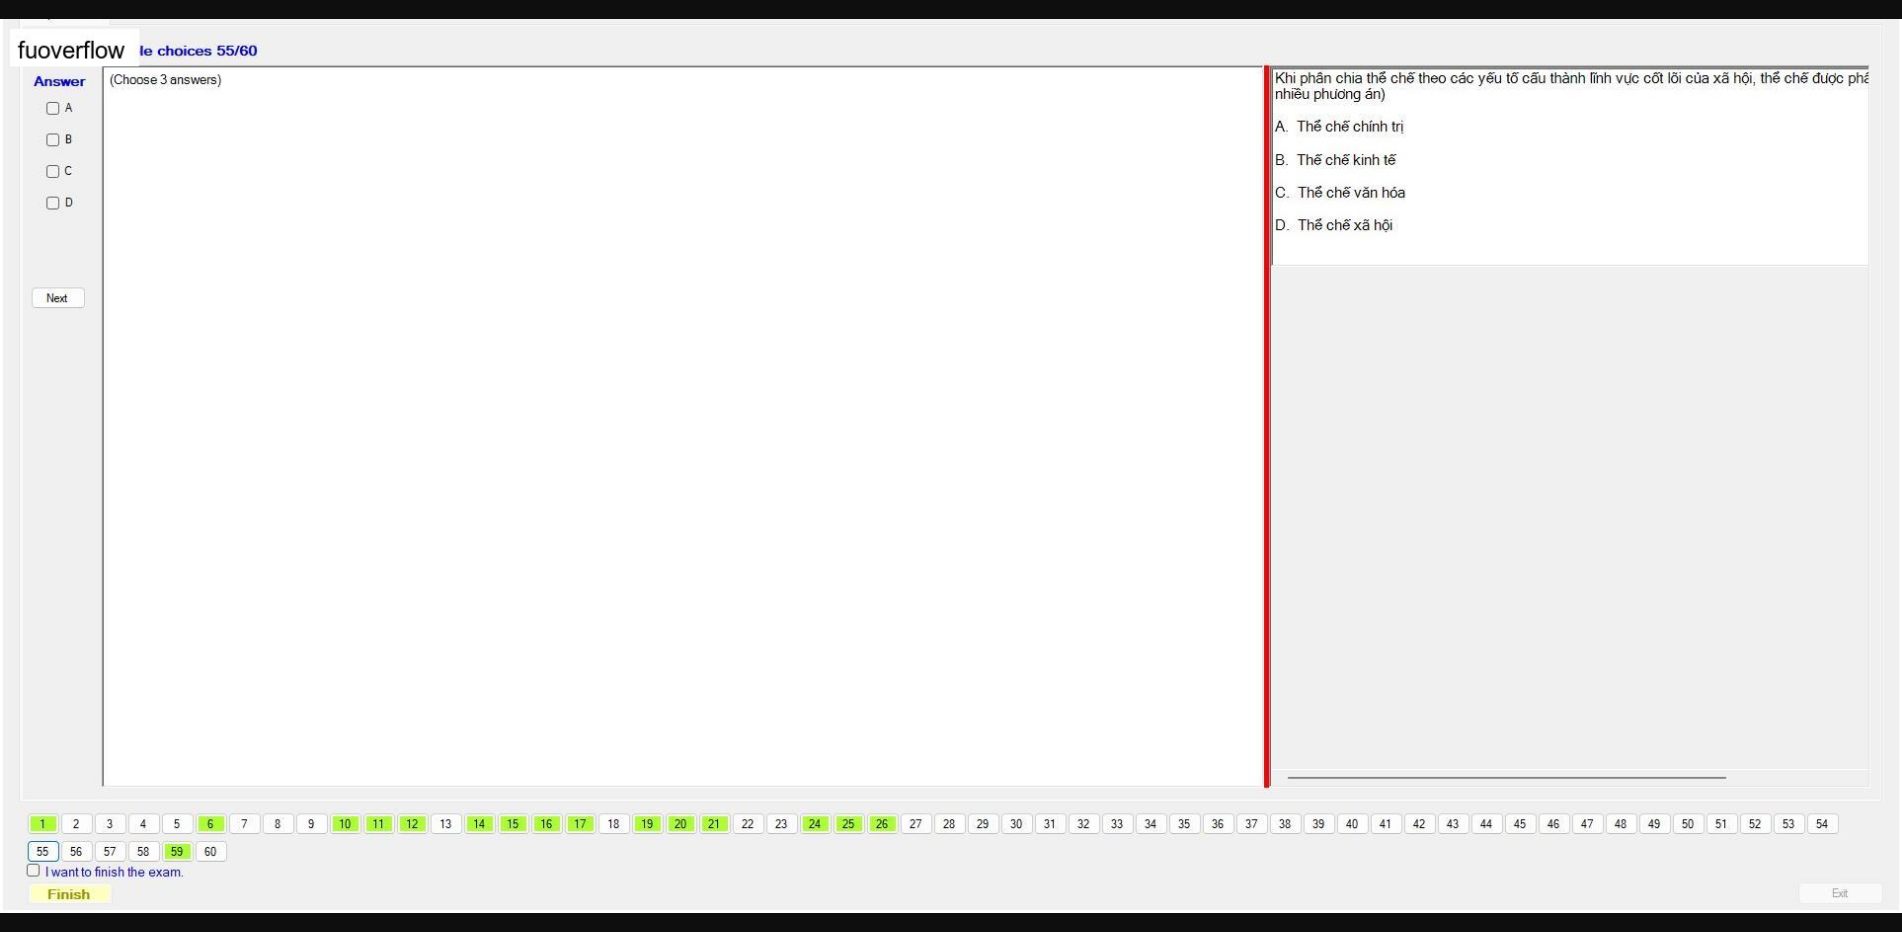 fuoverflow
le choices 55/60
Answer
(Choose 3 answers)
A
B
C
D
Next
Khi phân chia thể chế theo các yếu tố cấu thành lĩnh vực cốt lõi của xã hội, thể chế được
nhiều phương án)
A. Thể chế chính trị
B. Thế chế kinh tế
C. Thể chế văn hóa
D. Thể chế xã hội
1 2 3 4 5 6 7 8 9 10 11 12 13 14 15 16 17 18 19 20 21 22 23 24 25 26 27 28 29 30 31 32 33 34 35 36 37 38 39 40 41 42 43 44 45 46 47 48 49 50 51 52 53 54
55 56 57 58 59 60
I want to finish the exam.
Finish
Exit